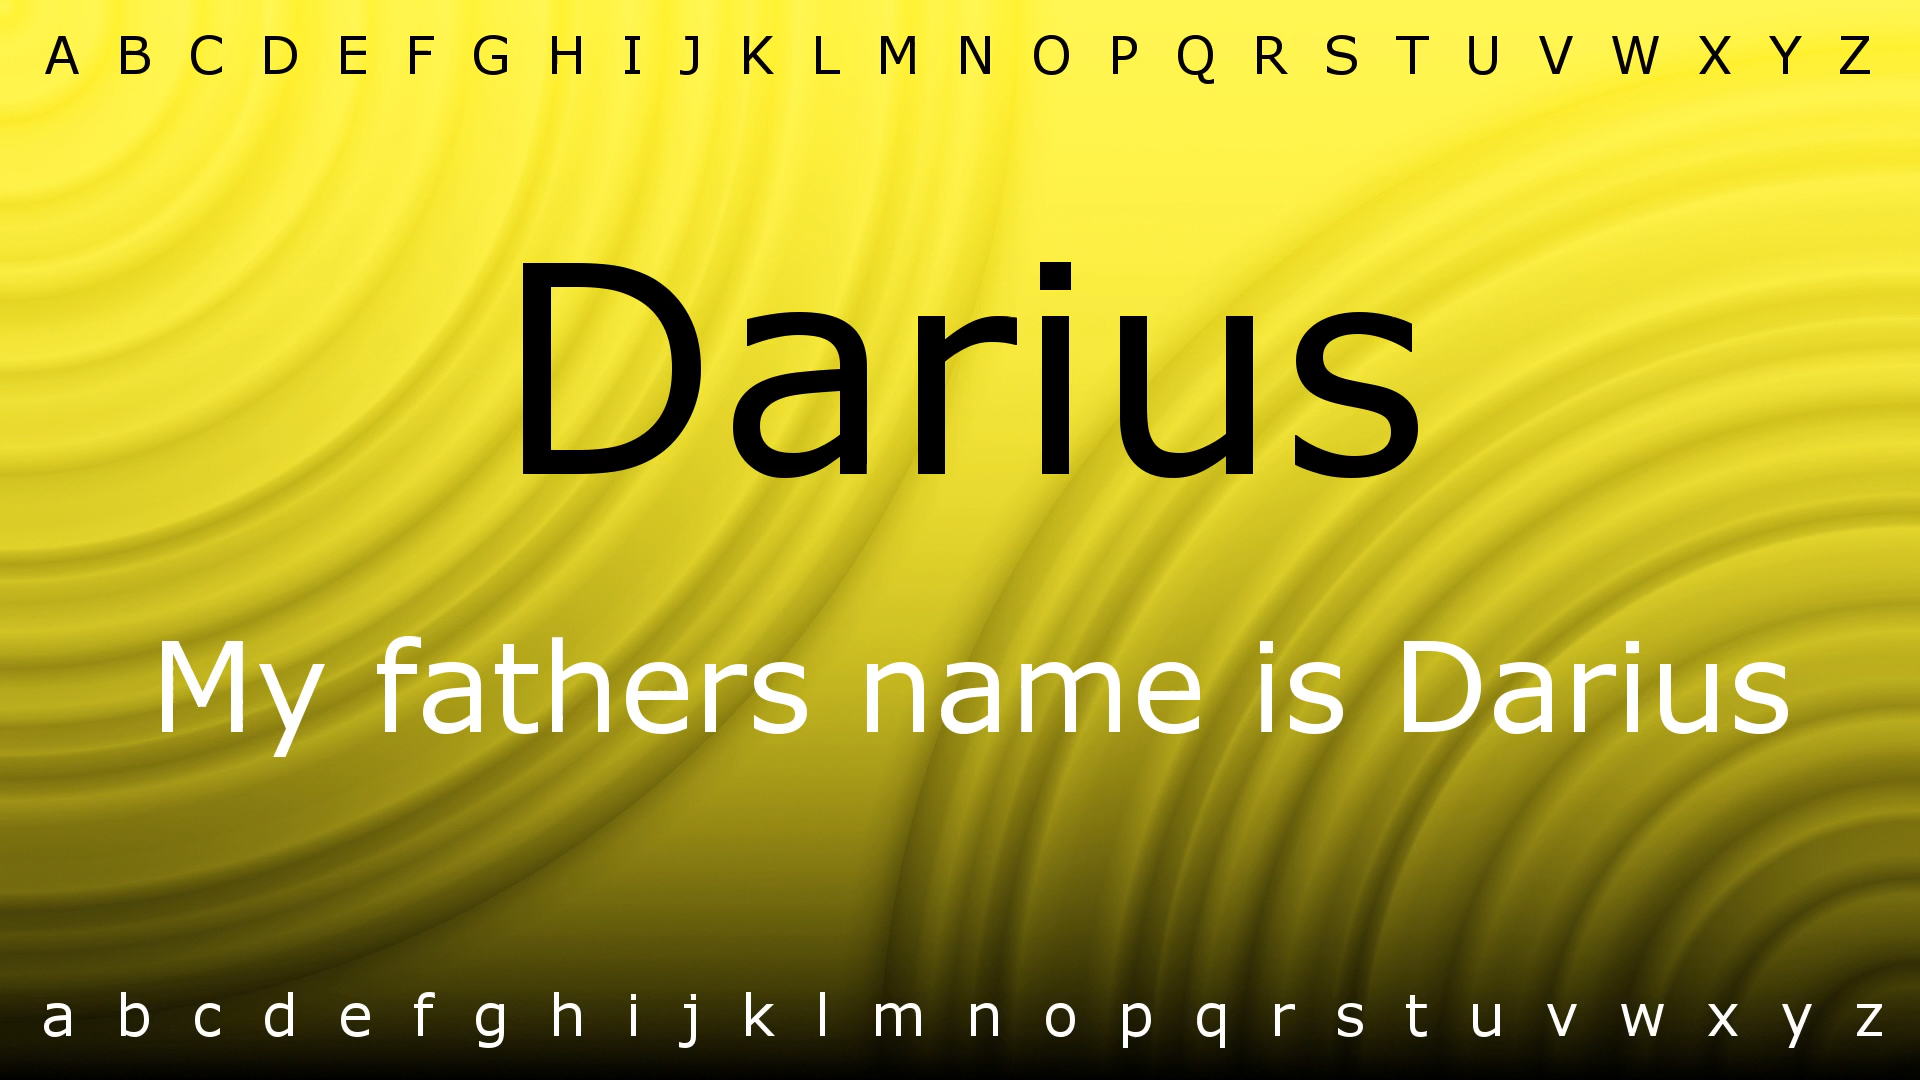 A B C D E F G H I J K L M N O P Q R S T U V W X Y Z
Darius
My fathers name is Darius
a b c d e f g h i j k l m n o p q r s t u v w x y z